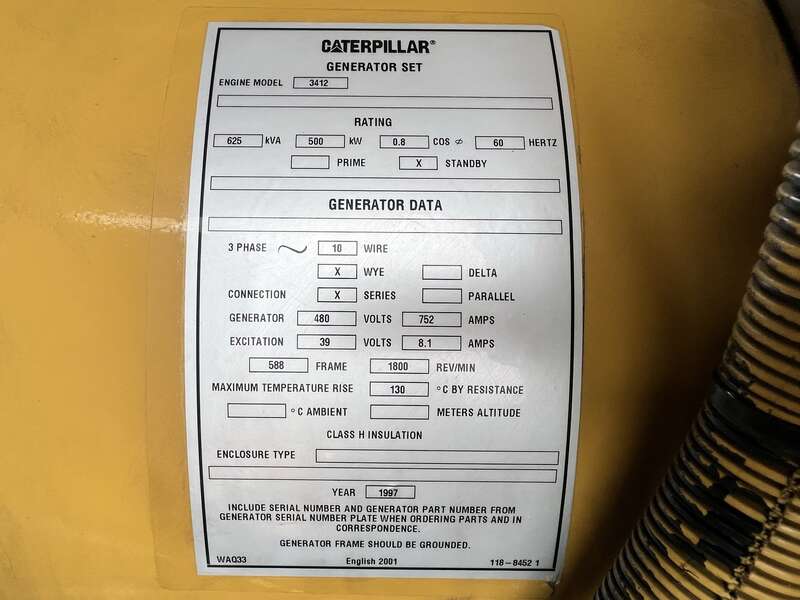 CATERPILLAR®
GENERATOR SET
ENGINE MODEL 3412
RATING
625 kVA 500 kW 0.8 COS ⌀ 60 HERTZ
PRIME X STANDBY
GENERATOR DATA
3 PHASE ~ 10 WIRE
X WYE DELTA
CONNECTION X SERIES PARALLEL
GENERATOR 480 VOLTS 752 AMPS
EXCITATION 39 VOLTS 8.1 AMPS
588 FRAME 1800 REV/MIN
MAXIMUM TEMPERATURE RISE 130 °C BY RESISTANCE
°C AMBIENT METERS ALTITUDE
CLASS H INSULATION
ENCLOSURE TYPE
YEAR 1997
INCLUDE SERIAL NUMBER AND GENERATOR PART NUMBER FROM
GENERATOR SERIAL NUMBER PLATE WHEN ORDERING PARTS AND IN
CORRESPONDENCE.
GENERATOR FRAME SHOULD BE GROUNDED.
WAQ33 English 2001 118-8452 1